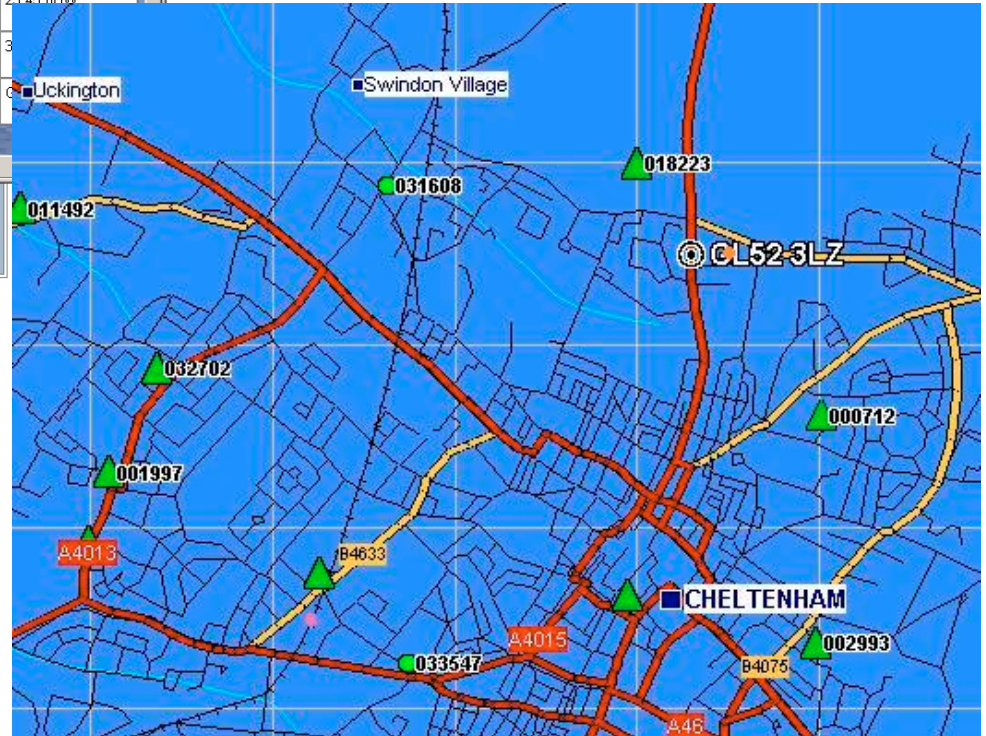 3
Uckington
Swindon Village
018223
031608
011492
GL52 3LZ
032702
000712
001997
A4013
B4633
CHELTENHAM
A4015
002993
033547
B4075
A46